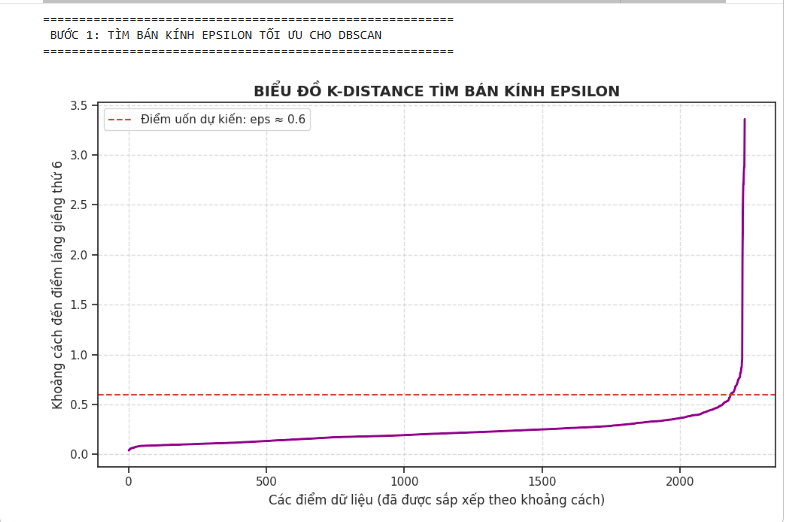 =========================================================
BƯỚC 1: TÌM BÁN KÍNH EPSILON TỐI ƯU CHO DBSCAN
=========================================================
BIỂU ĐỒ K-DISTANCE TÌM BÁN KÍNH EPSILON
Điểm uốn dự kiến: eps ≈ 0.6
Khoảng cách đến điểm láng giềng thứ 6
3.5
3.0
2.5
2.0
1.5
1.0
0.5
0.0
0 500 1000 1500 2000
Các điểm dữ liệu (đã được sắp xếp theo khoảng cách)